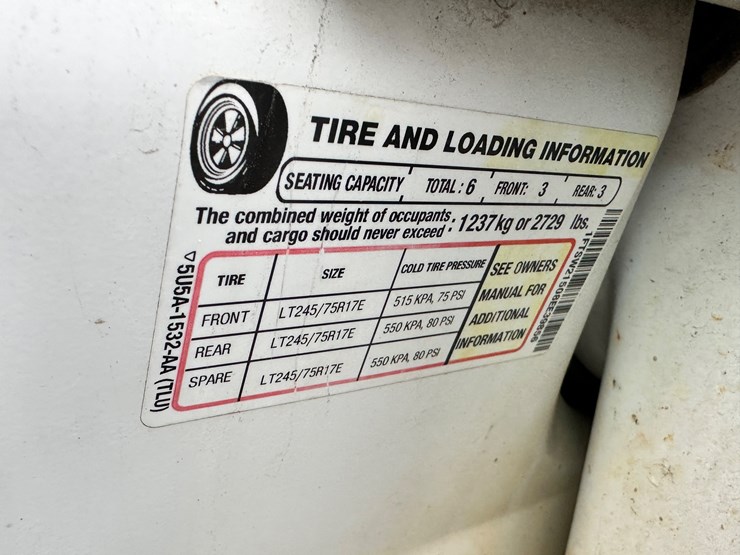 TIRE AND LOADING INFORMATION
SEATING CAPACITY TOTAL: 6 FRONT: 3 REAR: 3
The combined weight of occupants and cargo should never exceed: 1237 kg or 2729 lbs.
TIRE SIZE COLD TIRE PRESSURE
FRONT LT245/75R17E 515 KPA, 75 PSI
REAR LT245/75R17E 550 KPA, 80 PSI
SPARE LT245/75R17E 550 KPA, 80 PSI
SEE OWNERS
MANUAL FOR
ADDITIONAL
INFORMATION
5U5A-1532-AA (TLU)